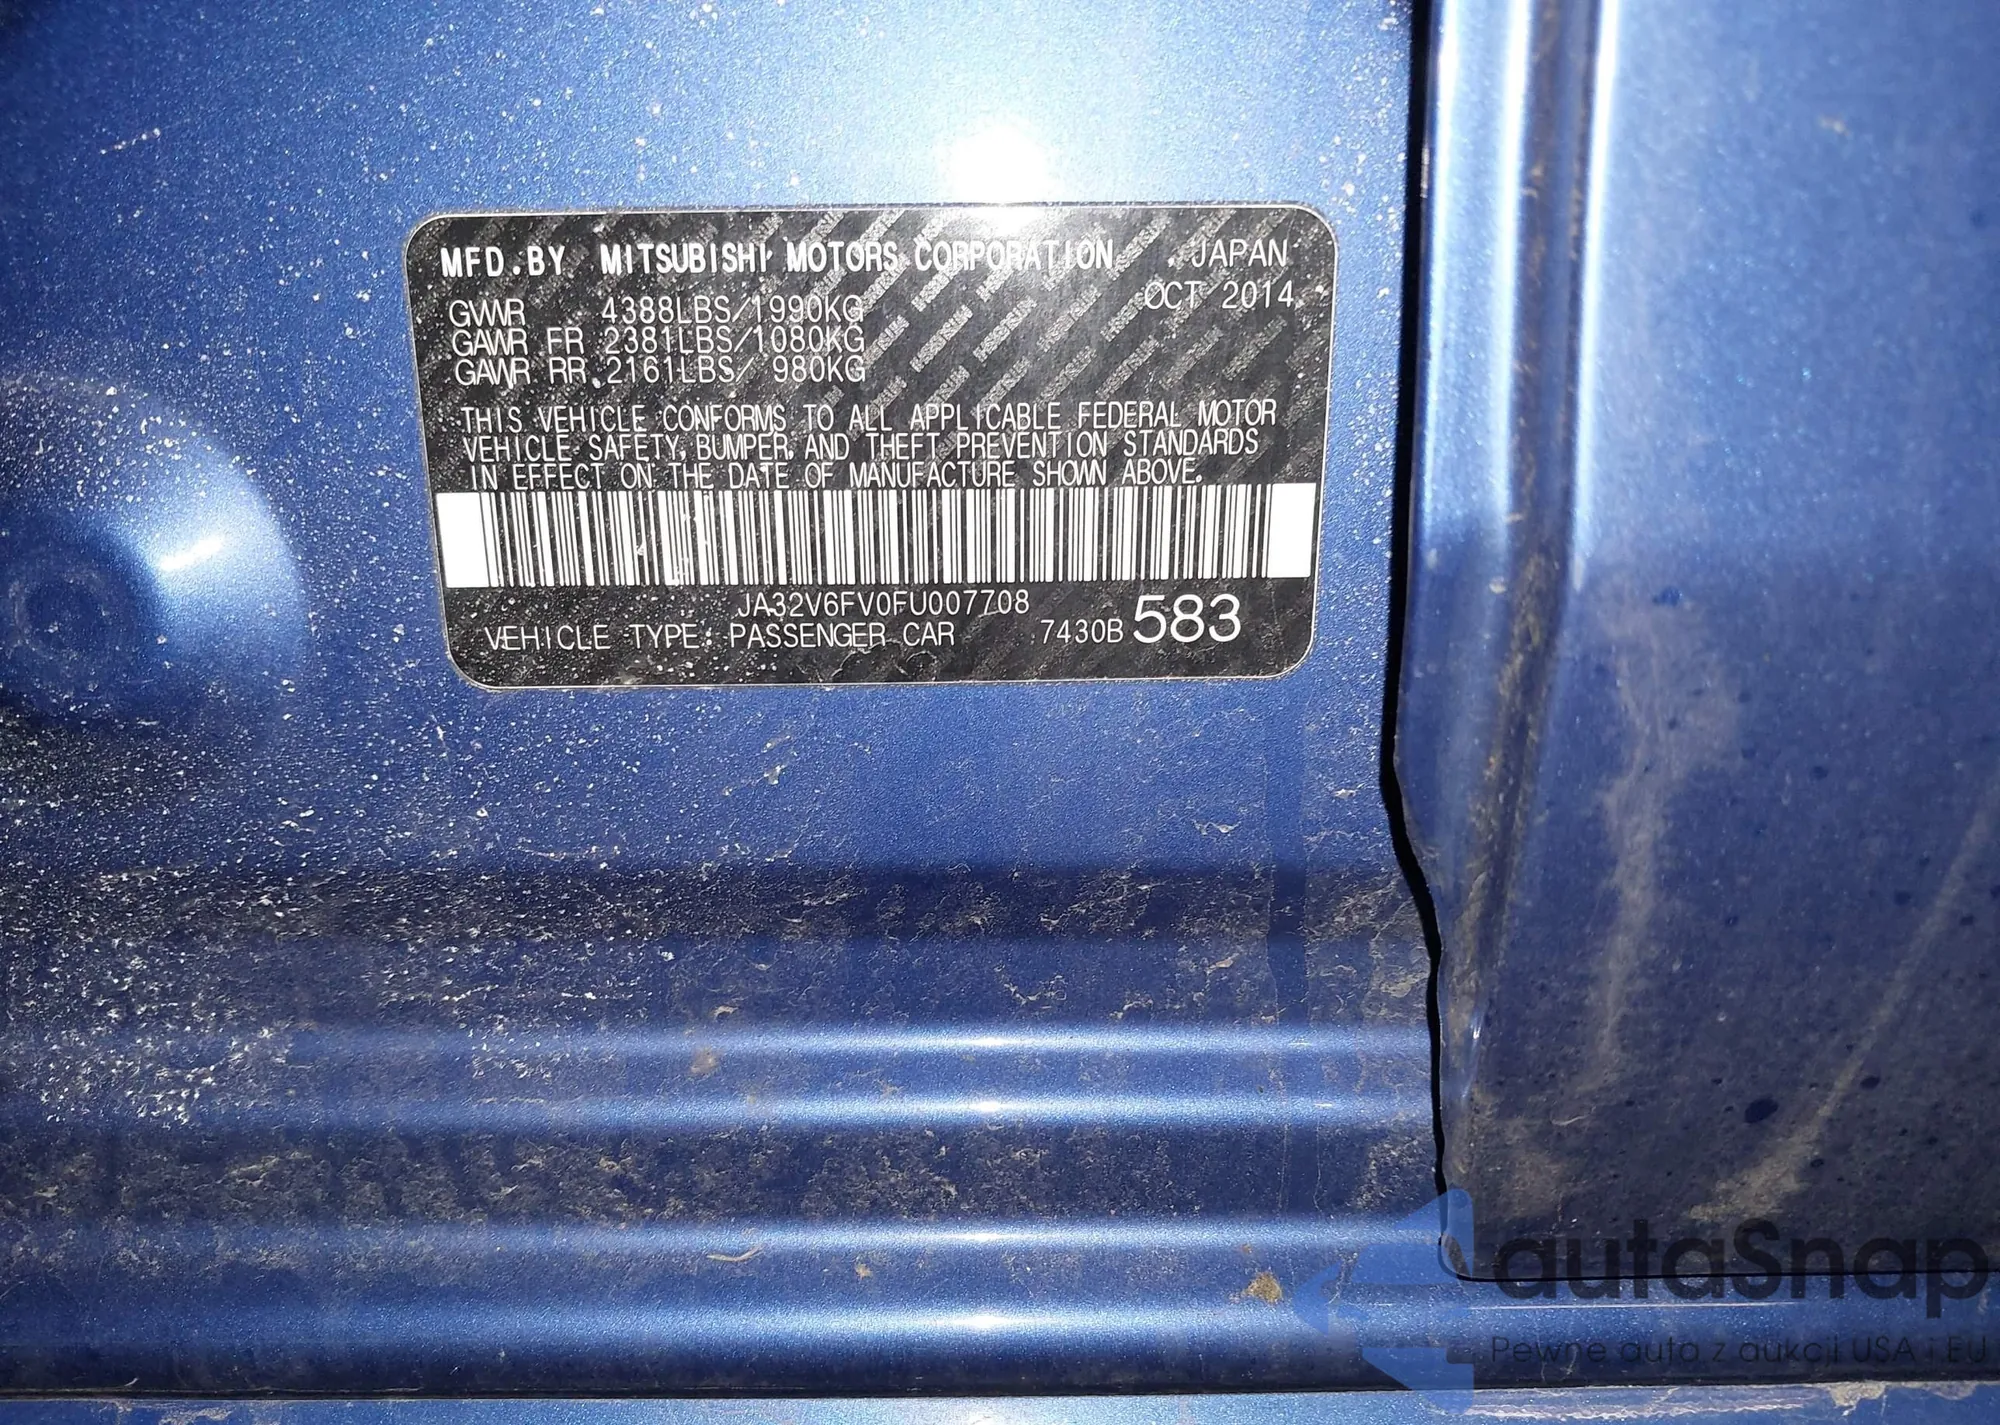 MFD.BY MITSUBISHI MOTORS CORPORATION JAPAN
OCT 2014
GVWR 4388LBS/1990KG
GAWR FR 2381LBS/1080KG
GAWR RR 2161LBS/ 980KG
THIS VEHICLE CONFORMS TO ALL APPLICABLE FEDERAL MOTOR
VEHICLE SAFETY, BUMPER, AND THEFT PREVENTION STANDARDS
IN EFFECT ON THE DATE OF MANUFACTURE SHOWN ABOVE.
JA32V6FV0FU007708
VEHICLE TYPE: PASSENGER CAR 7430B 583
autaSnap
Pewne auta z aukcji USA i EU